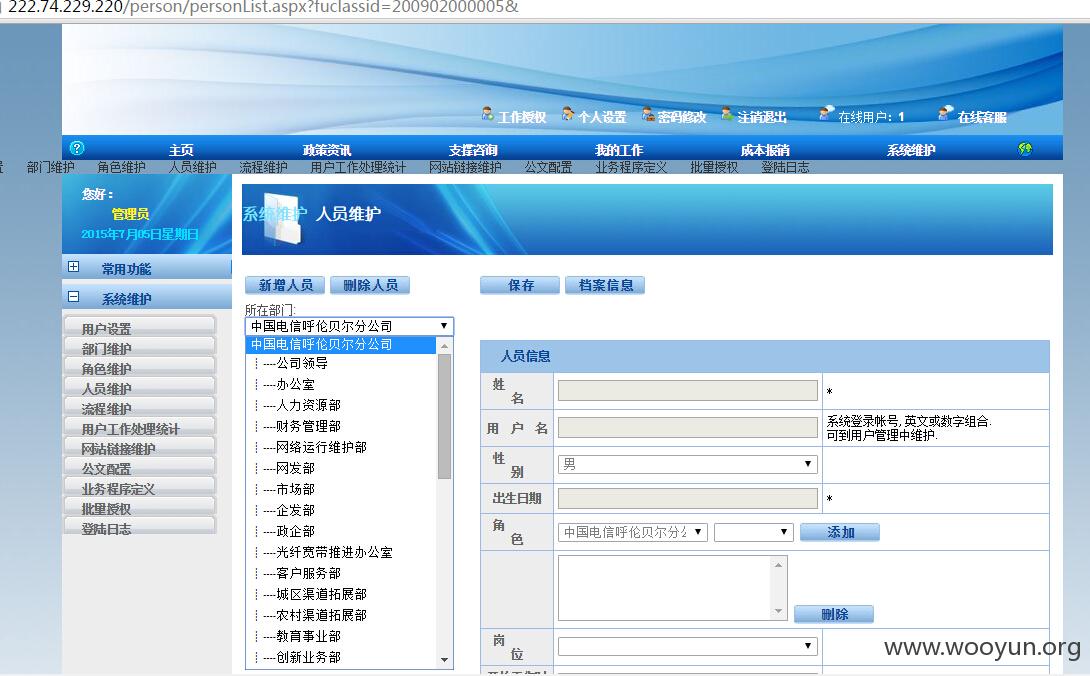 222.74.229.220/person/personList.aspx?fuclassid=2009020000005&
工作授权 个人设置 密码修改 注销退出 在线用户：1 在线客服
主页 政策资讯 支撑咨询 我的工作 成本报销 系统维护
置 部门维护 角色维护 人员维护 流程维护 用户工作处理统计 网站链接维护 公文配置 业务程序定义 批量授权 登陆日志
您好：
管理员
2015年7月05日星期日
系统维护 人员维护
常用功能
系统维护
用户设置
部门维护
角色维护
人员维护
流程维护
用户工作处理统计
网站链接维护
公文配置
业务程序定义
批量授权
登陆日志
新增人员 删除人员 保存 档案信息
所在部门:
中国电信呼伦贝尔分公司
中国电信呼伦贝尔分公司
┊----公司领导
┊----办公室
┊----人力资源部
┊----财务管理部
┊----网络运行维护部
┊----网发部
┊----市场部
┊----企发部
┊----政企部
┊----光纤宽带推进办公室
┊----客户服务部
┊----城区渠道拓展部
┊----农村渠道拓展部
┊----教育事业部
┊----创新业务部
人员信息
姓名 *
用户名 系统登录帐号,英文或数字组合.
可到用户管理中维护.
性别 男
出生日期 *
角色 中国电信呼伦贝尔分公 添加
删除
岗位
www.wooyun.org